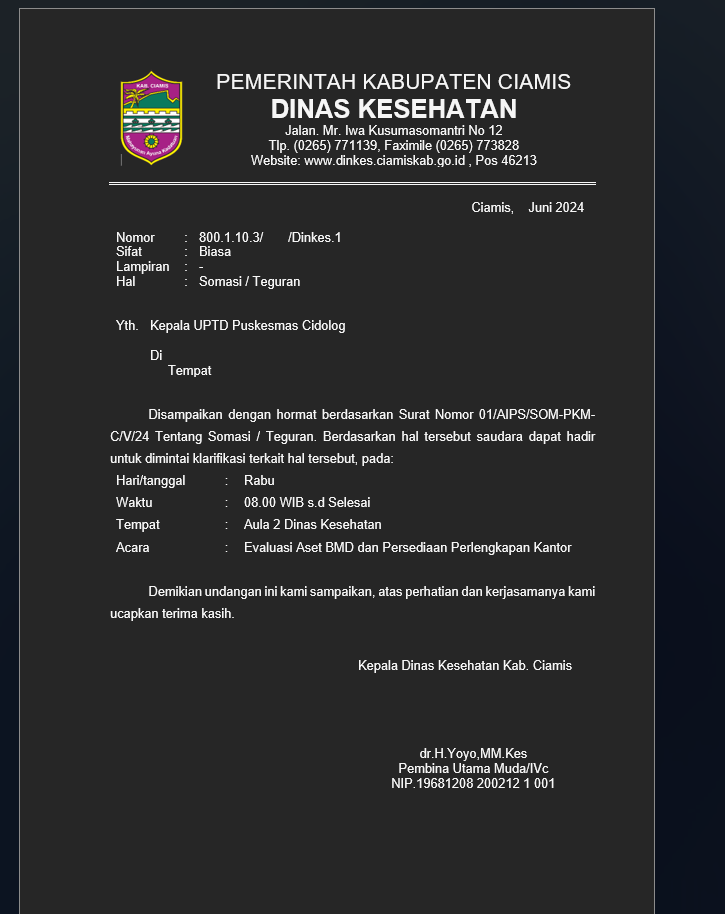 KAB. CIAMIS
Mahayunan Ayuna Kadatuan
PEMERINTAH KABUPATEN CIAMIS
DINAS KESEHATAN
Jalan. Mr. Iwa Kusumasomantri No 12
Tlp. (0265) 771139, Faximile (0265) 773828
Website: www.dinkes.ciamiskab.go.id , Pos 46213
Ciamis, Juni 2024
Nomor : 800.1.10.3/ /Dinkes.1
Sifat : Biasa
Lampiran : -
Hal : Somasi / Teguran
Yth. Kepala UPTD Puskesmas Cidolog
Di
Tempat
Disampaikan dengan hormat berdasarkan Surat Nomor 01/AIPS/SOM-PKM-
C/V/24 Tentang Somasi / Teguran. Berdasarkan hal tersebut saudara dapat hadir
untuk dimintai klarifikasi terkait hal tersebut, pada:
Hari/tanggal : Rabu
Waktu : 08.00 WIB s.d Selesai
Tempat : Aula 2 Dinas Kesehatan
Acara : Evaluasi Aset BMD dan Persediaan Perlengkapan Kantor
Demikian undangan ini kami sampaikan, atas perhatian dan kerjasamanya kami
ucapkan terima kasih.
Kepala Dinas Kesehatan Kab. Ciamis
dr.H.Yoyo,MM.Kes
Pembina Utama Muda/IVc
NIP.19681208 200212 1 001